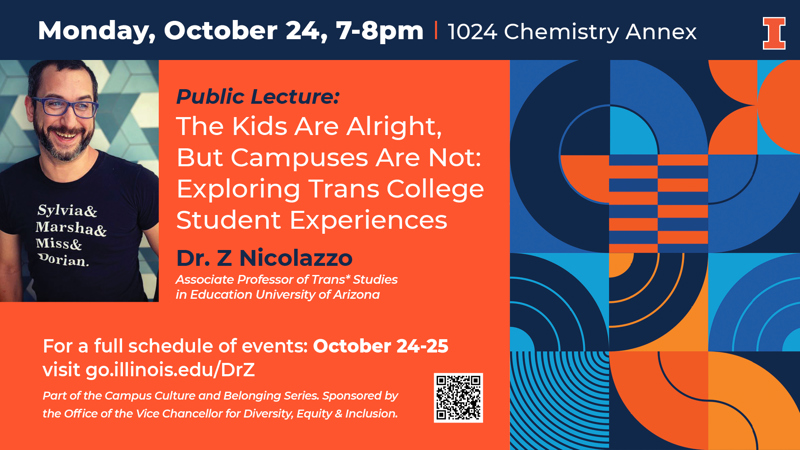 Monday, October 24, 7-8pm | 1024 Chemistry Annex
I
Sylvia&
Marsha&
Miss&
Dorian.
Public Lecture:
The Kids Are Alright,
But Campuses Are Not:
Exploring Trans College
Student Experiences
Dr. Z Nicolazzo
Associate Professor of Trans* Studies
in Education University of Arizona
For a full schedule of events: October 24-25
visit go.illinois.edu/DrZ
Part of the Campus Culture and Belonging Series. Sponsored by
the Office of the Vice Chancellor for Diversity, Equity & Inclusion.